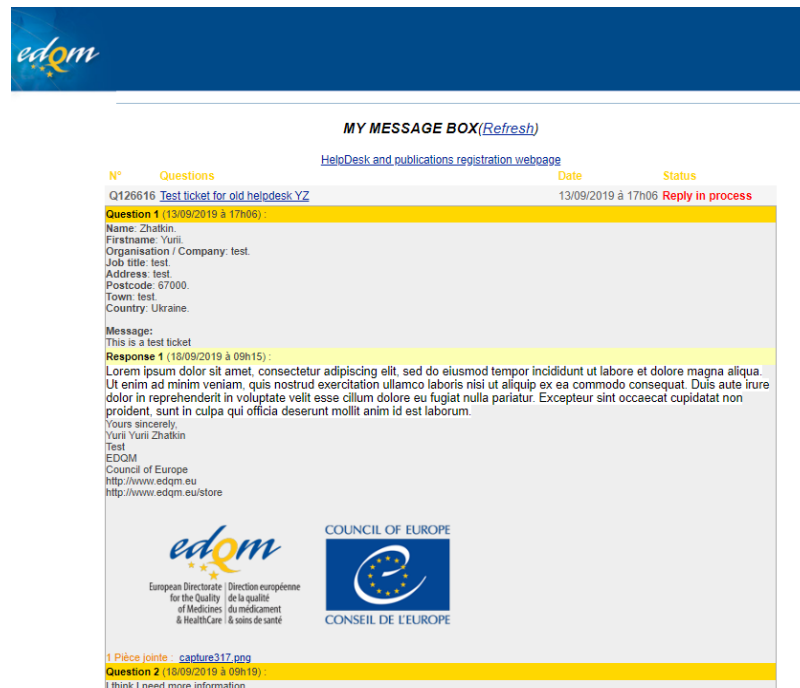 edQm
MY MESSAGE BOX(Refresh)
HelpDesk and publications registration webpage
N° Questions Date Status
Q126616 Test ticket for old helpdesk YZ 13/09/2019 à 17h06 Reply in process
Question 1 (13/09/2019 à 17h06) :
Name: Zhatkin.
Firstname: Yurii.
Organisation / Company: test.
Job title: test.
Address: test.
Postcode: 67000.
Town: test.
Country: Ukraine.
Message:
This is a test ticket
Response 1 (18/09/2019 à 09h15) :
Lorem ipsum dolor sit amet, consectetur adipiscing elit, sed do eiusmod tempor incididunt ut labore et dolore magna aliqua.
Ut enim ad minim veniam, quis nostrud exercitation ullamco laboris nisi ut aliquip ex ea commodo consequat. Duis aute irure
dolor in reprehenderit in voluptate velit esse cillum dolore eu fugiat nulla pariatur. Excepteur sint occaecat cupidatat non
proident, sunt in culpa qui officia deserunt mollit anim id est laborum.
Yours sincerely,
Yurii Yurii Zhatkin
Test
EDQM
Council of Europe
http://www.edqm.eu
http://www.edqm.eu/store
edQm
European Directorate | Direction européenne
for the Quality | de la qualité
of Medicines | du médicament
& HealthCare | & soins de santé
COUNCIL OF EUROPE
CONSEIL DE L'EUROPE
1 Pièce jointe : capture317.png
Question 2 (18/09/2019 à 09h19) :
I think I need more information